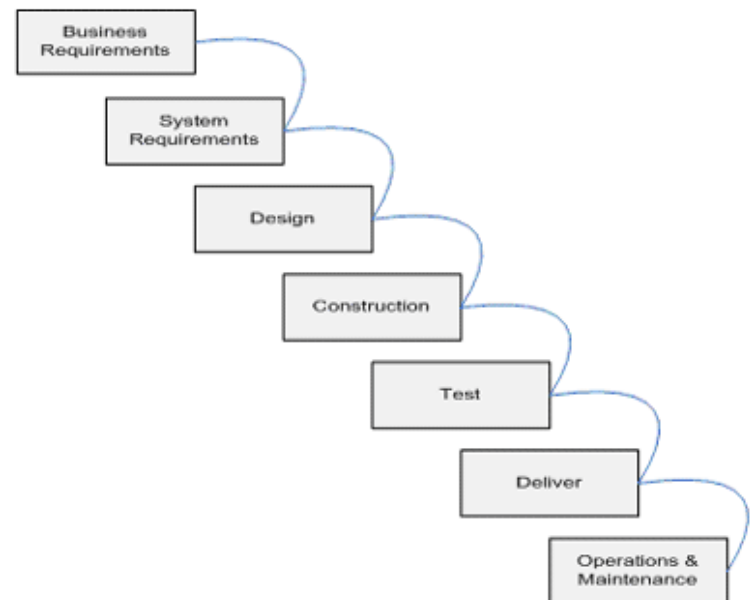 Business
Requirements
System
Requirements
Design
Construction
Test
Deliver
Operations &
Maintenance